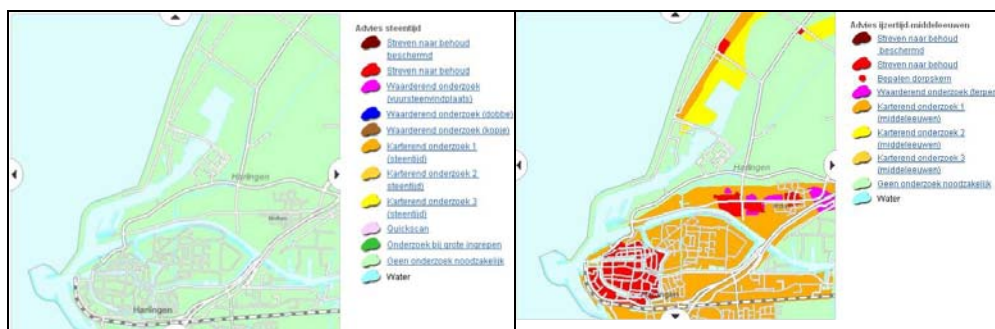 Advies steentijd
Streven naar behoud
beschermd
Streven naar behoud
Waarderend onderzoek
(vuursteenvindplaats)
Waarderend onderzoek (dobbe)
Waarderend onderzoek (kopje)
Karterend onderzoek 1
(steentijd)
Karterend onderzoek 2
steentijd)
Karterend onderzoek 3
(steentijd)
Quickscan
Onderzoek bij grote ingrepen
Geen onderzoek noodzakelijk
Water
Harlingen
Harlingen
Advies ijzertijd-middeleeuwen
Streven naar behoud
beschermd
Streven naar behoud
Bepalen dorpskern
Waarderend onderzoek (terpen
Karterend onderzoek 1
(middeleeuwen)
Karterend onderzoek 2
(middeleeuwen)
Karterend onderzoek 3
(middeleeuwen)
Geen onderzoek noodzakelijk
Water
Harlingen
Harlingen